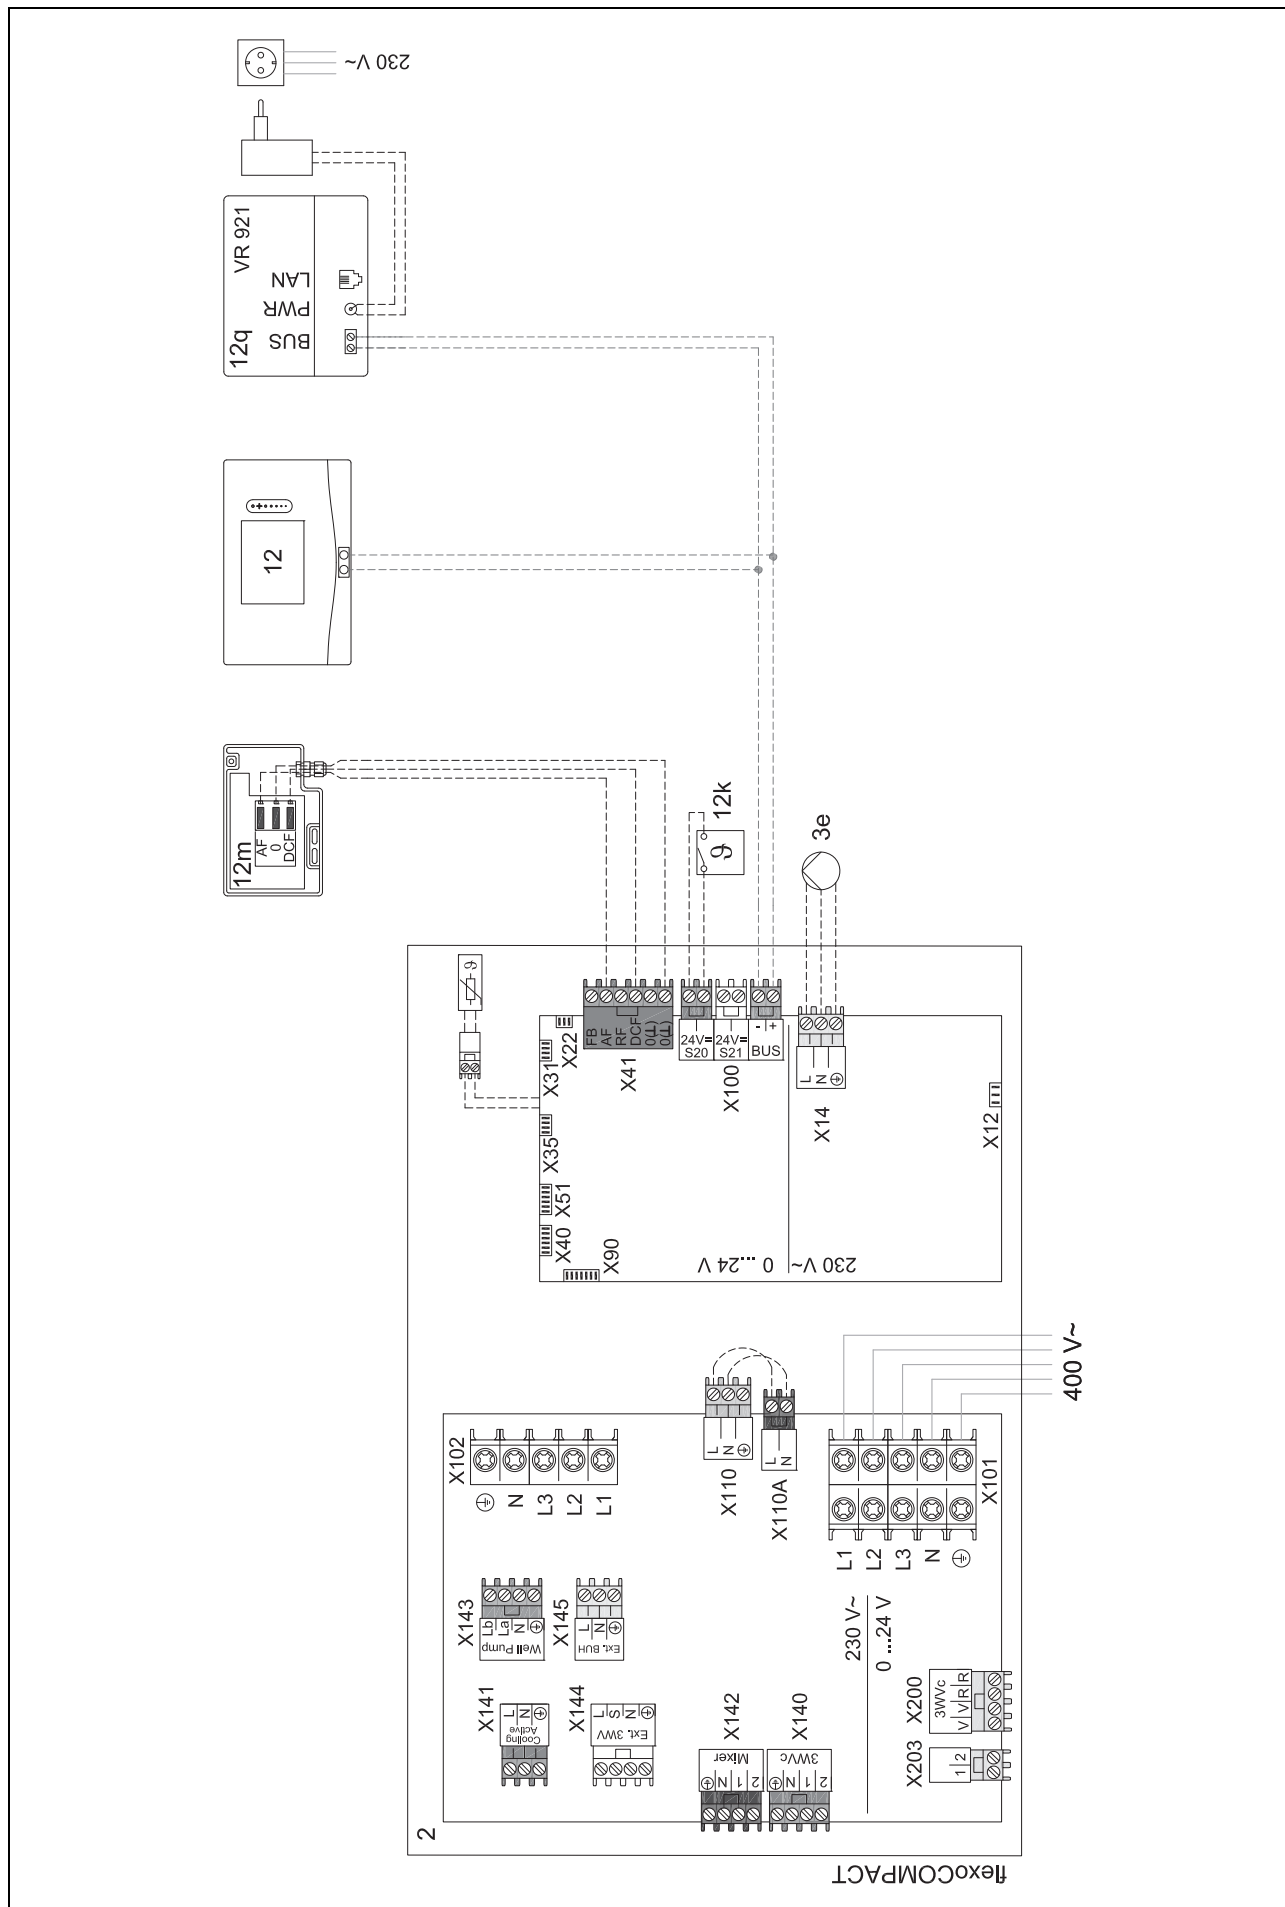 230 V~
VR 921
LAN
PWR
BUS
12q
12
12m
AF
0
DCF
12k
ϑ
3e
ϑ
X22
X31
X35
X51
X40
X90
X41
FB
AF
RF
DCF
0(⊥)
0(⊥)
X100
24V=
S20
24V=
S21
BUS
- +
X14
L
N
X12
0 ...24 V
230 V~
400 V~
X102
N
L3
L2
L1
X110
L
N
X110A
L
N
X101
L1
L2
L3
N
X143
Lb
La
N
Well Pump
X145
L
N
Ext. BUH
X141
L
N
Cooling
Active
X144
L
S
N
Ext. 3WV
X142
Mixer
N
1
2
X140
3WVc
N
1
2
230 V~
0 ...24 V
X200
3WVc
V V R R
X203
1 2
2
flexoCOMPACT